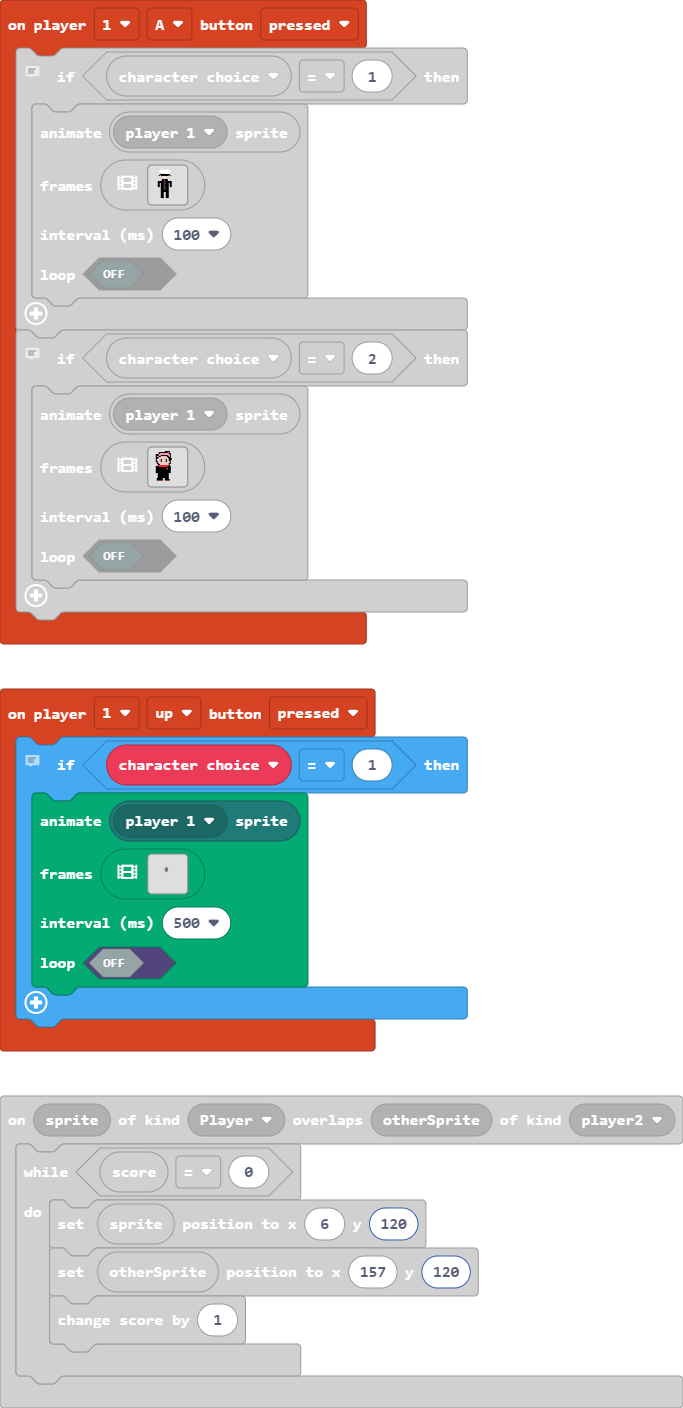 on player 1 A button pressed
if character choice = 1 then
animate player 1 sprite
frames
interval (ms) 100
loop OFF
if character choice = 2 then
animate player 1 sprite
frames
interval (ms) 100
loop OFF
on player 1 up button pressed
if character choice = 1 then
animate player 1 sprite
frames
interval (ms) 500
loop OFF
on sprite of kind Player overlaps otherSprite of kind player2
while score = 0
do
set sprite position to x 6 y 120
set otherSprite position to x 157 y 120
change score by 1